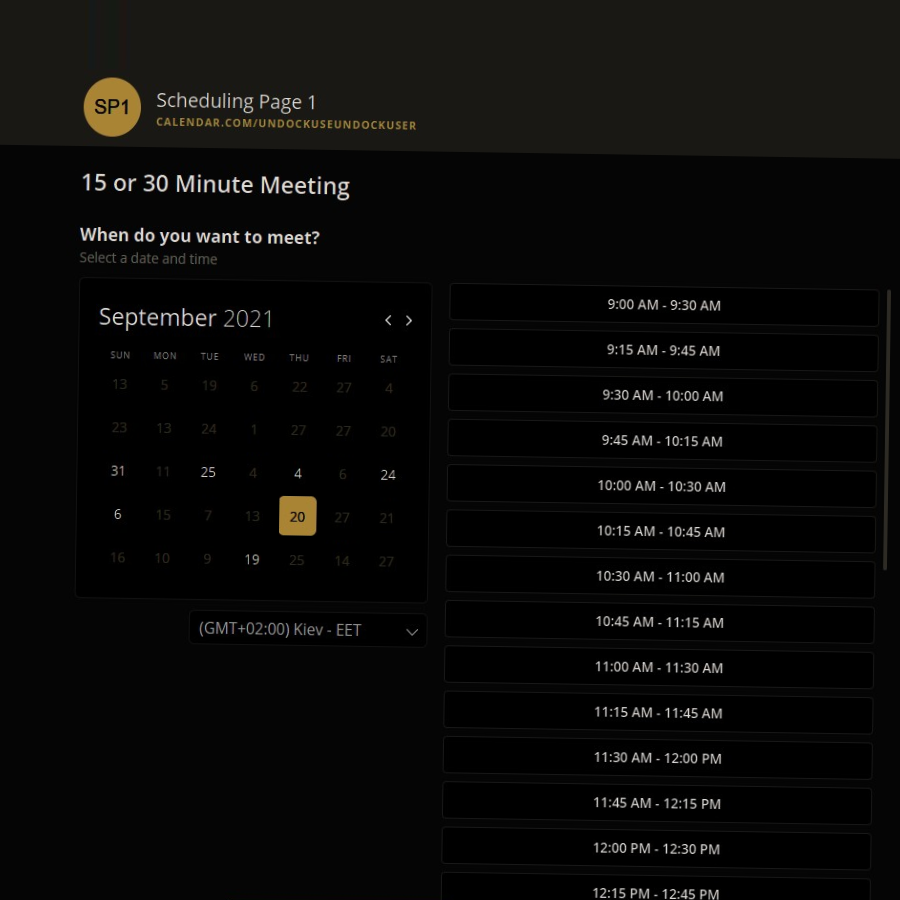 SP1
Scheduling Page 1
CALENDAR.COM/UNDOCKUSEUNDOCKUSER
15 or 30 Minute Meeting
When do you want to meet?
Select a date and time
September 2021
SUN MON TUE WED THU FRI SAT
13 5 19 6 22 27 4
23 13 24 1 27 27 20
31 11 25 4 4 6 24
6 15 7 13 20 27 21
16 10 9 19 25 14 27
(GMT+02:00) Kiev - EET
9:00 AM - 9:30 AM
9:15 AM - 9:45 AM
9:30 AM - 10:00 AM
9:45 AM - 10:15 AM
10:00 AM - 10:30 AM
10:15 AM - 10:45 AM
10:30 AM - 11:00 AM
10:45 AM - 11:15 AM
11:00 AM - 11:30 AM
11:15 AM - 11:45 AM
11:30 AM - 12:00 PM
11:45 AM - 12:15 PM
12:00 PM - 12:30 PM
12:15 PM - 12:45 PM